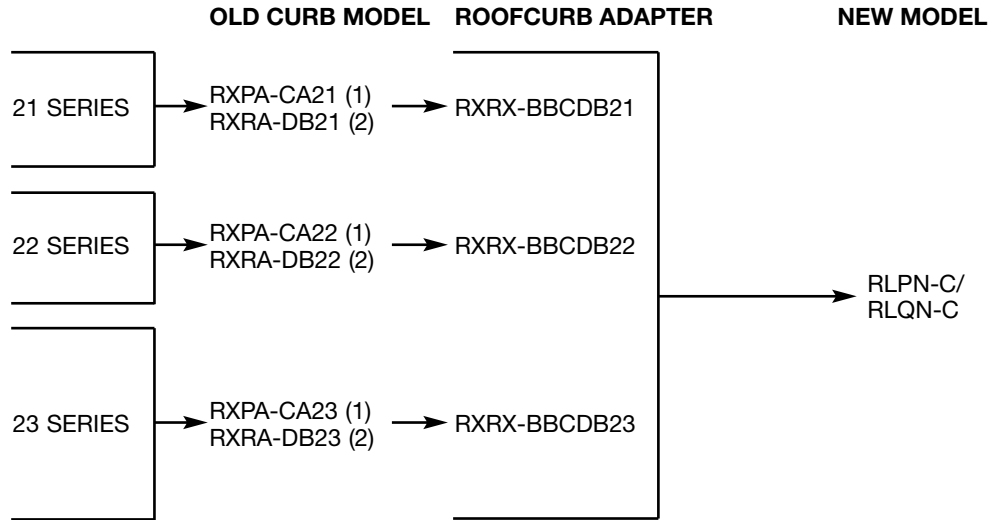 OLD CURB MODEL ROOFCURB ADAPTER NEW MODEL
21 SERIES
RXPA-CA21 (1)
RXRA-DB21 (2)
RXRX-BBCDB21
22 SERIES
RXPA-CA22 (1)
RXRA-DB22 (2)
RXRX-BBCDB22
RLPN-C/
RLQN-C
23 SERIES
RXPA-CA23 (1)
RXRA-DB23 (2)
RXRX-BBCDB23